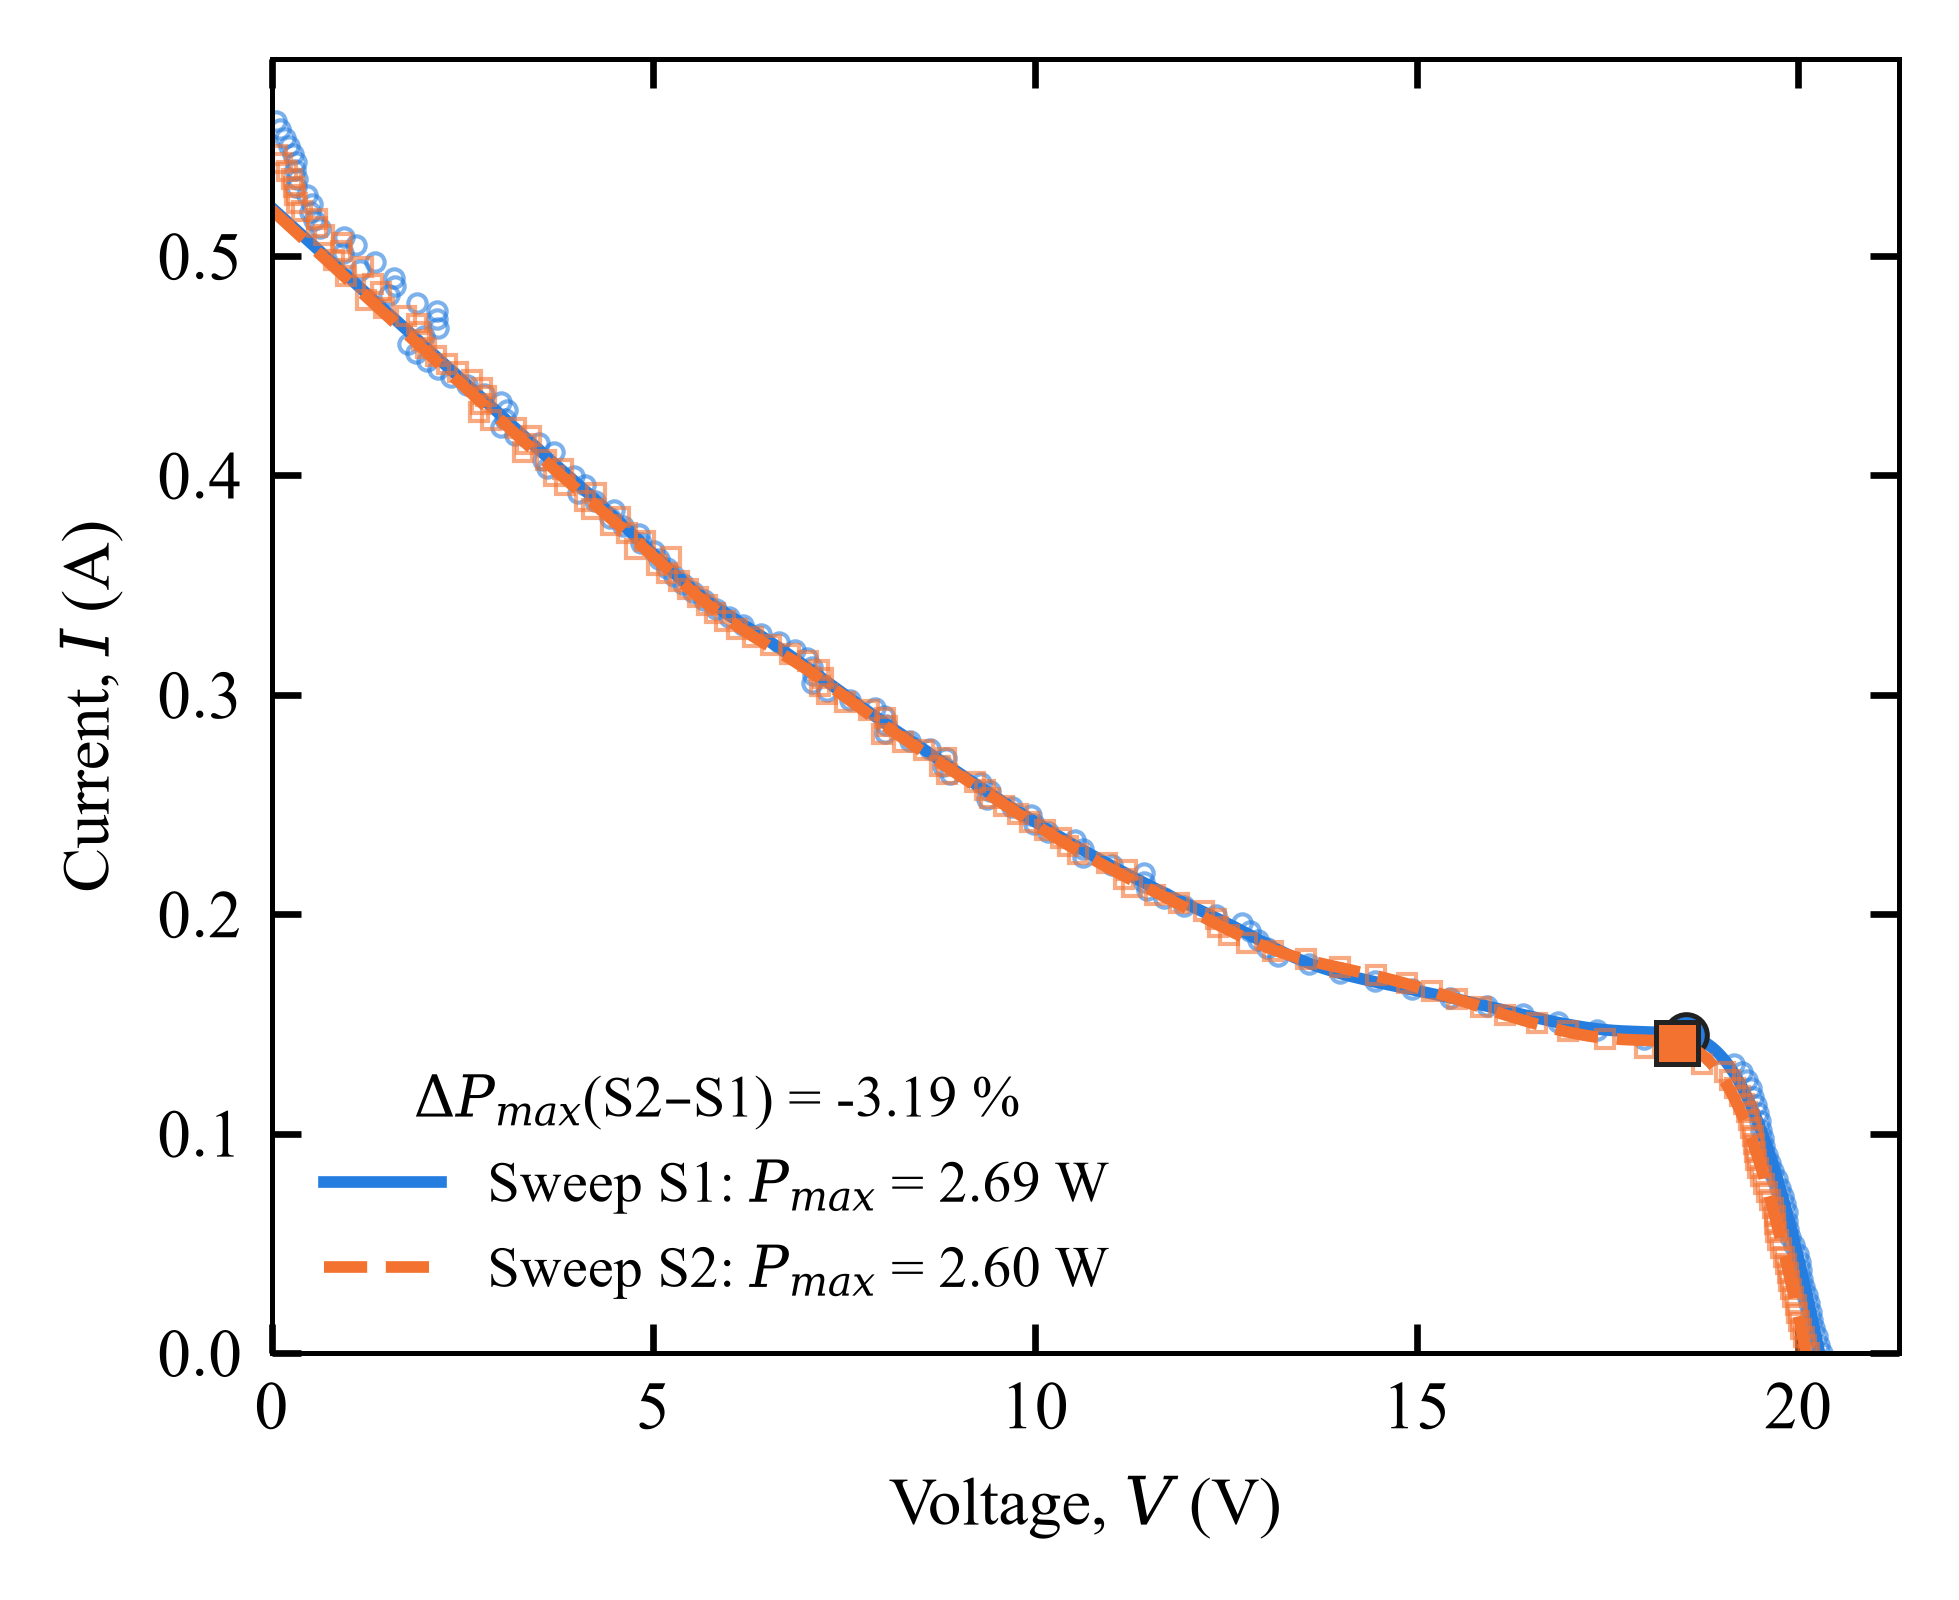 0.5
0.4
0.3
0.2
0.1
0.0
Current, I (A)
ΔPmax(S2−S1) = -3.19 %
Sweep S1: Pmax = 2.69 W
Sweep S2: Pmax = 2.60 W
0 5 10 15 20
Voltage, V (V)